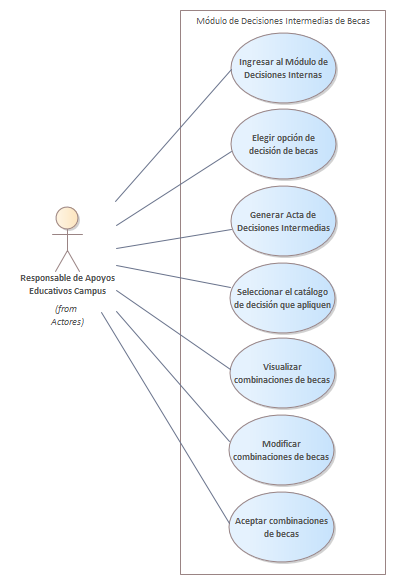 Módulo de Decisiones Intermedias de Becas
Ingresar al Módulo de
Decisiones Internas
Elegir opción de
decisión de becas
Generar Acta de
Decisiones Intermedias
Responsable de Apoyos
Educativos Campus
(from
Actores)
Seleccionar el catálogo
de decisión que apliquen
Visualizar
combinaciones de becas
Modificar
combinaciones de becas
Aceptar combinaciones
de becas